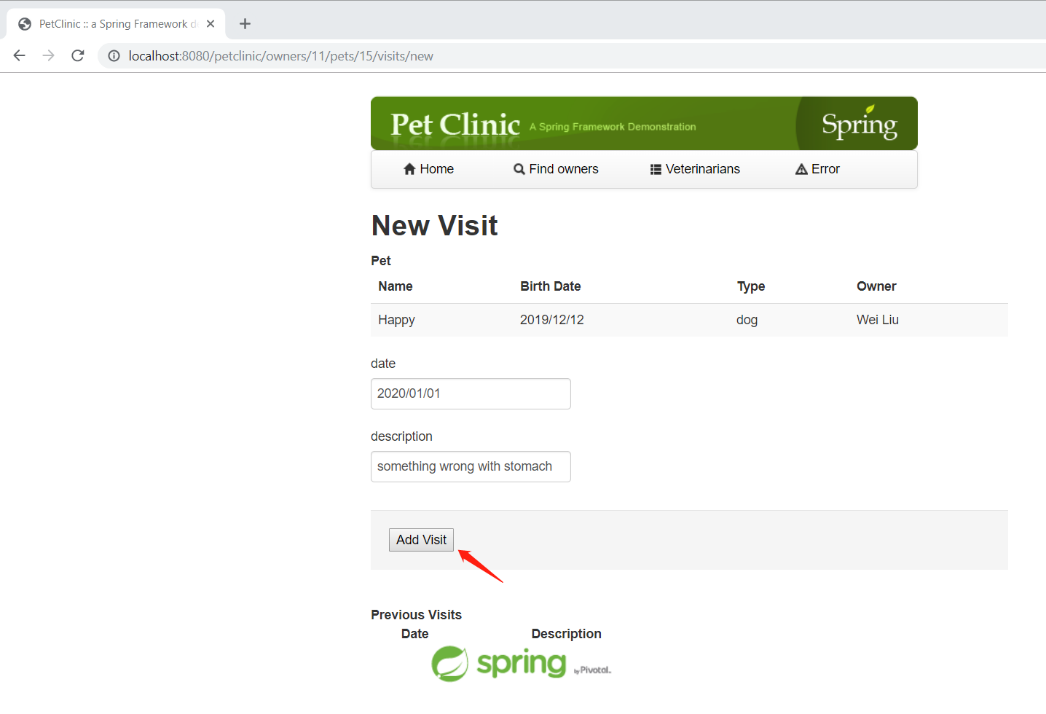 PetClinic :: a Spring Framework d
localhost:8080/petclinic/owners/11/pets/15/visits/new
Pet Clinic A Spring Framework Demonstration Spring
Home Find owners Veterinarians Error
New Visit
Pet
Name Birth Date Type Owner
Happy 2019/12/12 dog Wei Liu
date
2020/01/01
description
something wrong with stomach
Add Visit
Previous Visits
Date Description
spring by Pivotal.